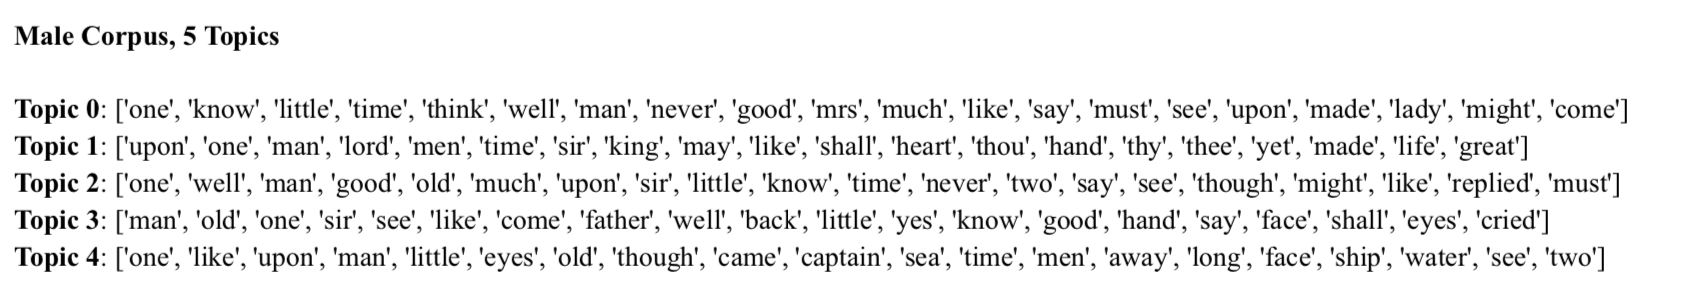 Male Corpus, 5 Topics
Topic 0: ['one', 'know', 'little', 'time', 'think', 'well', 'man', 'never', 'good', 'mrs', 'much', 'like', 'say', 'must', 'see', 'upon', 'made', 'lady', 'might', 'come']
Topic 1: ['upon', 'one', 'man', 'lord', 'men', 'time', 'sir', 'king', 'may', 'like', 'shall', 'heart', 'thou', 'hand', 'thy', 'thee', 'yet', 'made', 'life', 'great']
Topic 2: ['one', 'well', 'man', 'good', 'old', 'much', 'upon', 'sir', 'little', 'know', 'time', 'never', 'two', 'say', 'see', 'though', 'might', 'like', 'replied', 'must']
Topic 3: ['man', 'old', 'one', 'sir', 'see', 'like', 'come', 'father', 'well', 'back', 'little', 'yes', 'know', 'good', 'hand', 'say', 'face', 'shall', 'eyes', 'cried']
Topic 4: ['one', 'like', 'upon', 'man', 'little', 'eyes', 'old', 'though', 'came', 'captain', 'sea', 'time', 'men', 'away', 'long', 'face', 'ship', 'water', 'see', 'two']